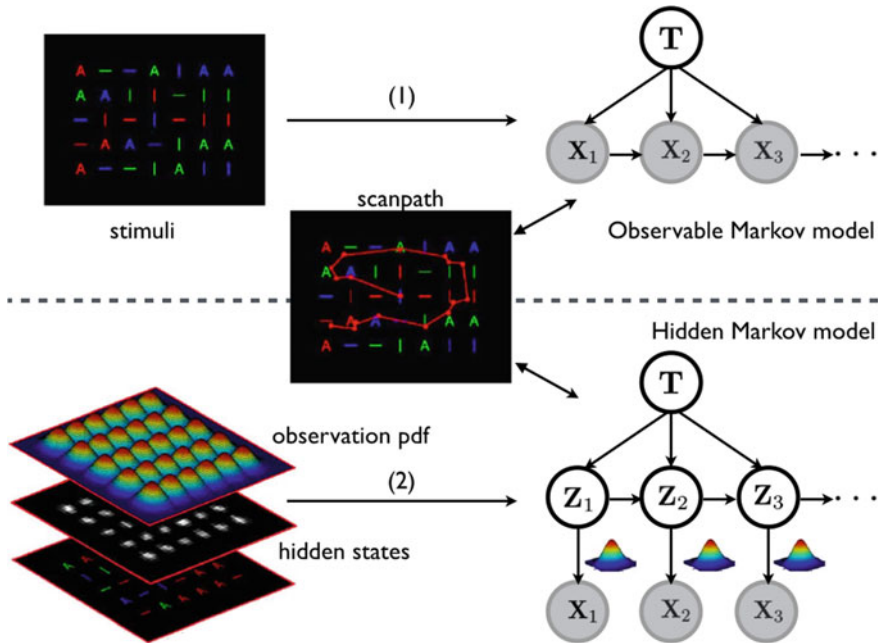 A — — A | A A
A A | | — | |
— | — | — | |
— A A — | A A
A — — | A | |
stimuli
(1)
T
X1 X2 X3 · · ·
scanpath
Observable Markov model
Hidden Markov model
observation pdf
(2)
hidden states
T
Z1 Z2 Z3 · · ·
X1 X2 X3